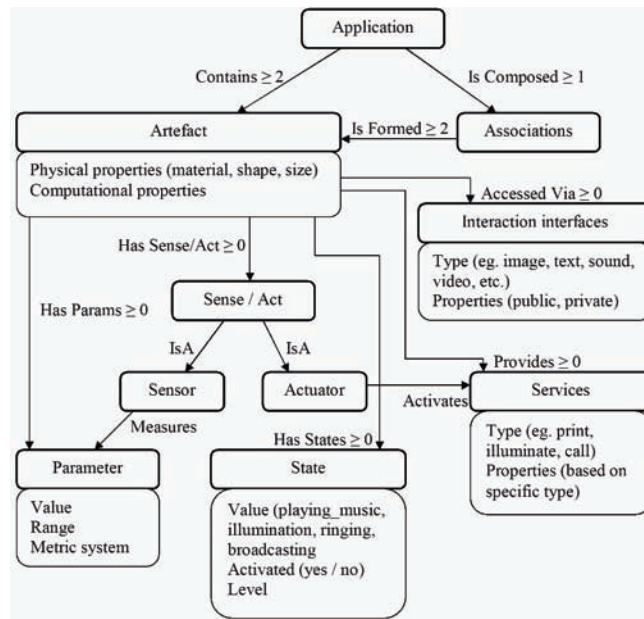 Application
Contains ≥ 2
Is Composed ≥ 1
Artefact
Is Formed ≥ 2
Associations
Physical properties (material, shape, size)
Computational properties
Accessed Via ≥ 0
Interaction interfaces
Type (eg. image, text, sound,
video, etc.)
Properties (public, private)
Has Sense/Act ≥ 0
Has Params ≥ 0
Sense / Act
IsA
IsA
Provides ≥ 0
Sensor
Actuator
Services
Activates
Measures
Type (eg. print,
illuminate, call)
Properties (based on
specific type)
Has States ≥ 0
Parameter
State
Value
Range
Metric system
Value (playing_music,
illumination, ringing,
broadcasting
Activated (yes / no)
Level